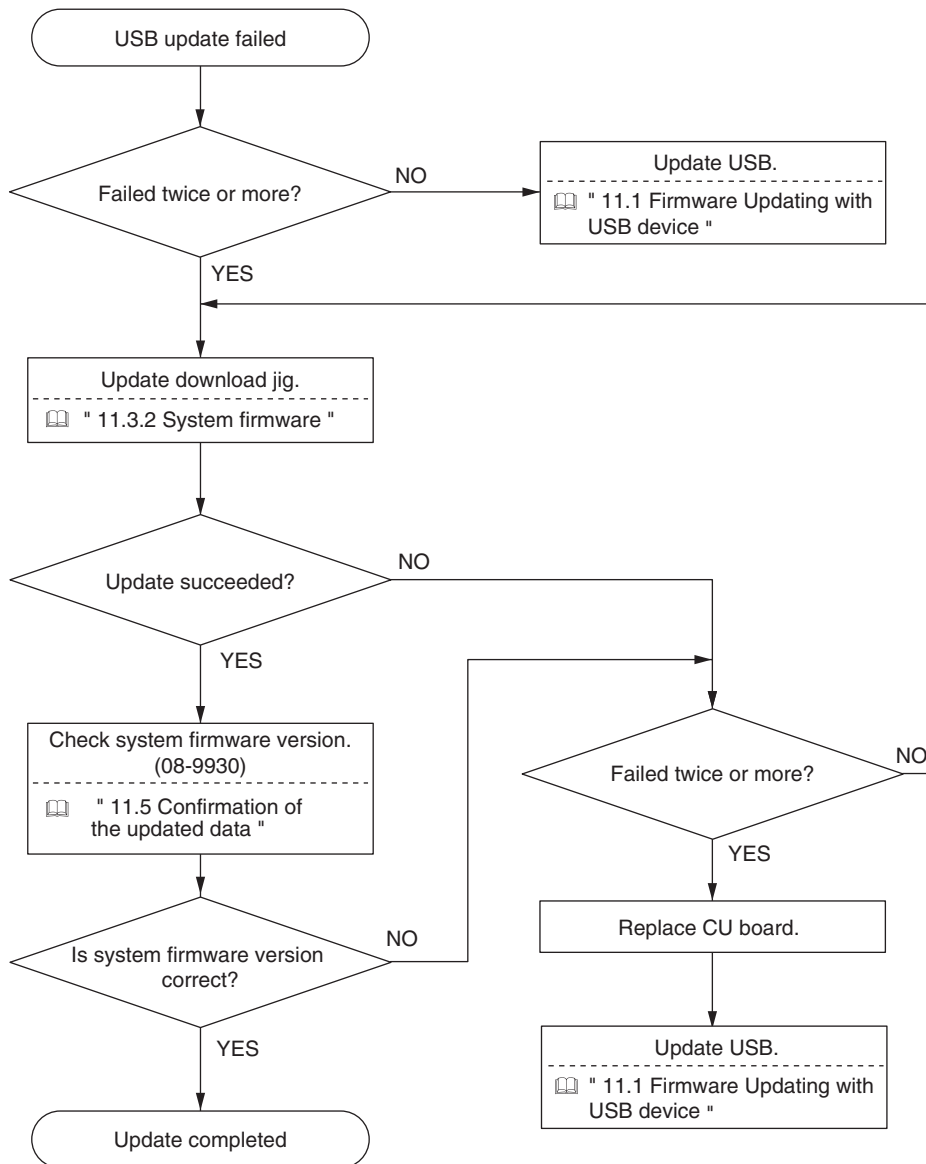 USB update failed
Failed twice or more?
NO
Update USB.
" 11.1 Firmware Updating with
USB device "
YES
Update download jig.
" 11.3.2 System firmware "
Update succeeded?
NO
YES
Check system firmware version.
(08-9930)
" 11.5 Confirmation of
the updated data "
Failed twice or more?
NO
YES
Is system firmware version
correct?
NO
Replace CU board.
YES
Update USB.
" 11.1 Firmware Updating with
USB device "
Update completed